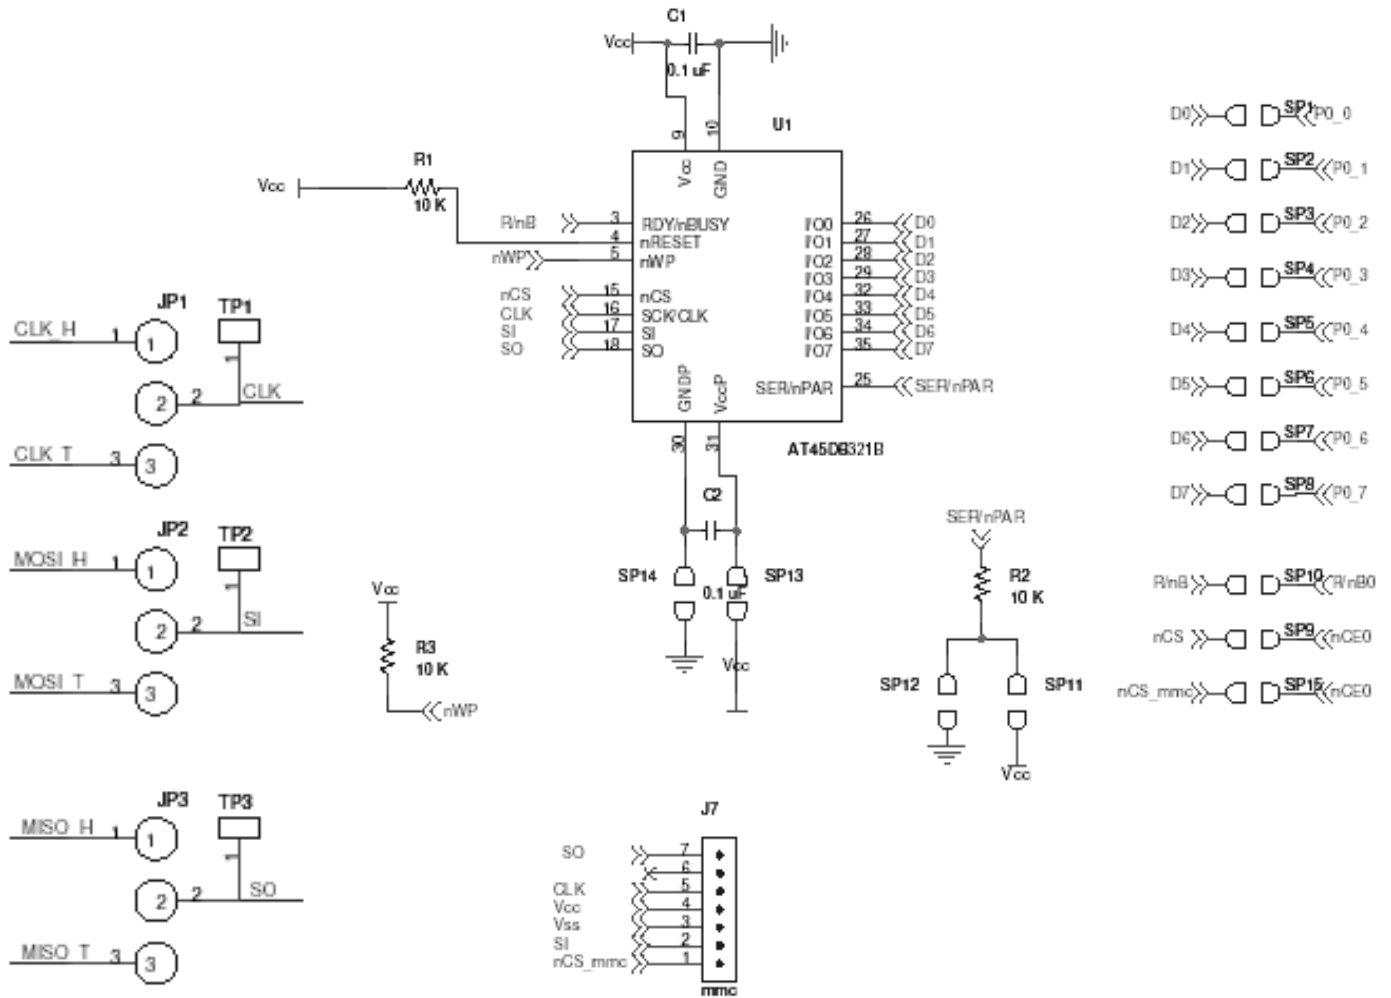 C1
Vcc
0.1 uF
U1
9
10
Vcc
GND
R1
Vcc
10 K
R/nB
3
RDY/nBUSY
4
nRESET
nWP
5
nWP
nCS
15
nCS
CLK
16
SCK/CLK
SI
17
SI
SO
18
SO
I/O0
26
D0
I/O1
27
D1
I/O2
28
D2
I/O3
29
D3
I/O4
32
D4
I/O5
33
D5
I/O6
34
D6
I/O7
35
D7
SER/nPAR
25
SER/nPAR
GNDP
VccP
30
31
AT45DB321B
C2
SP14
SP13
0.1 uF
Vcc
JP1
TP1
CLK_H
1
1
1
2
2
CLK
CLK_T
3
3
JP2
TP2
MOSI_H
1
1
1
2
2
SI
MOSI_T
3
3
JP3
TP3
MISO_H
1
1
1
2
2
SO
MISO_T
3
3
Vcc
R3
10 K
nWP
SER/nPAR
R2
10 K
SP12
SP11
Vcc
J7
SO
7
6
CLK
5
Vcc
4
Vss
3
SI
2
nCS_mmc
1
mmc
D0
SP1
P0_0
D1
SP2
P0_1
D2
SP3
P0_2
D3
SP4
P0_3
D4
SP5
P0_4
D5
SP6
P0_5
D6
SP7
P0_6
D7
SP8
P0_7
R/nB
SP10
R/nB0
nCS
SP9
nCE0
nCS_mmc
SP15
nCE0